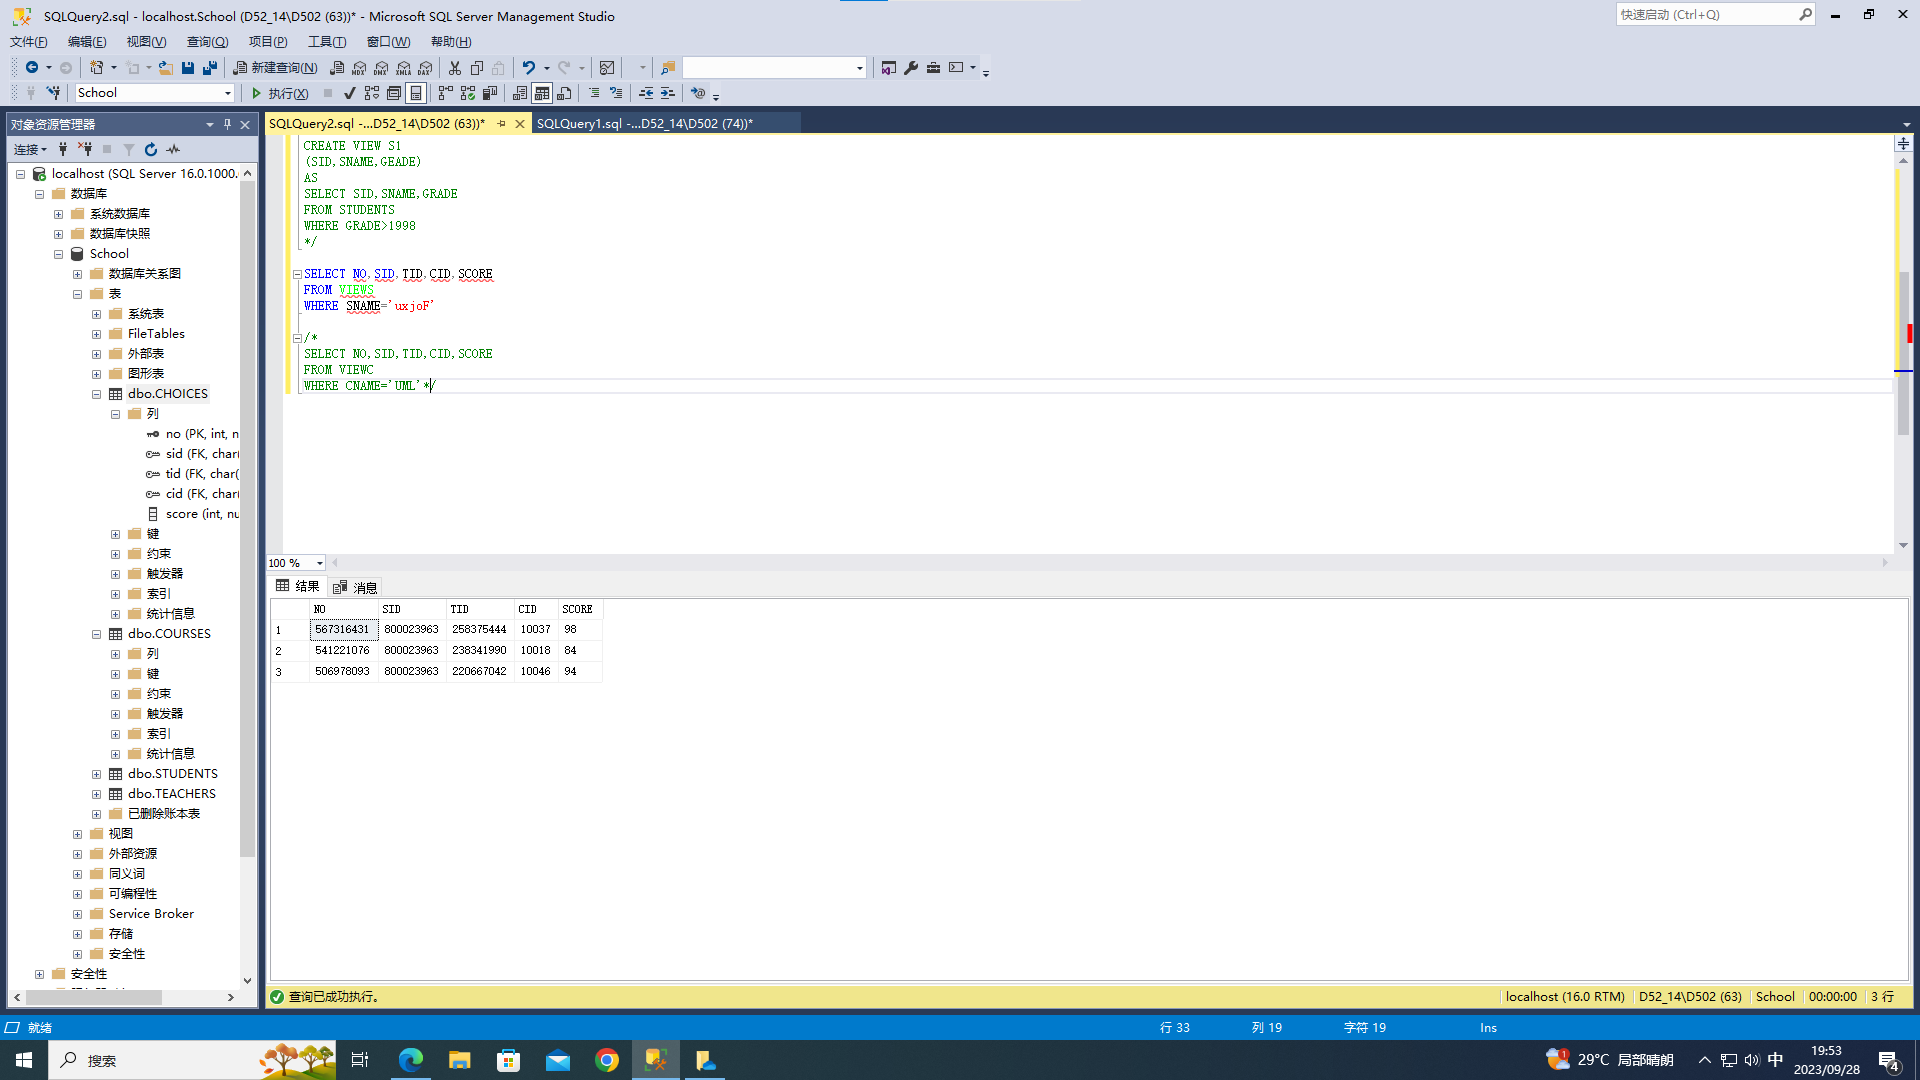 SQLQuery2.sql - localhost.School (D52_14\D502 (63))* - Microsoft SQL Server Management Studio
快速启动 (Ctrl+Q)
文件(F) 编辑(E) 视图(V) 查询(Q) 项目(P) 工具(T) 窗口(W) 帮助(H)
新建查询(N) MDX DMX XMLA DAX
School 执行(X)
对象资源管理器
SQLQuery2.sql -...D52_14\D502 (63))*
SQLQuery1.sql -...D52_14\D502 (74))*
连接
localhost (SQL Server 16.0.1000.
数据库
系统数据库
数据库快照
School
数据库关系图
表
系统表
FileTables
外部表
图形表
dbo.CHOICES
列
no (PK, int, n
sid (FK, char(
tid (FK, char(
cid (FK, char(
score (int, nu
键
约束
触发器
索引
统计信息
dbo.COURSES
列
键
约束
触发器
索引
统计信息
dbo.STUDENTS
dbo.TEACHERS
已删除账本表
视图
外部资源
同义词
可编程性
Service Broker
存储
安全性
安全性
CREATE VIEW S1
(SID,SNAME,GEADE)
AS
SELECT SID,SNAME,GRADE
FROM STUDENTS
WHERE GRADE>1998
*/
SELECT NO,SID,TID,CID,SCORE
FROM VIEWS
WHERE SNAME='uxjoF'
/*
SELECT NO,SID,TID,CID,SCORE
FROM VIEWC
WHERE CNAME='UML'*/
100 %
结果 消息
NO SID TID CID SCORE
1 567316431 800023963 258375444 10037 98
2 541221076 800023963 238341990 10018 84
3 506978093 800023963 220667042 10046 94
查询已成功执行。
localhost (16.0 RTM) D52_14\D502 (63) School 00:00:00 3 行
就绪 行 33 列 19 字符 19 Ins
搜索
1
29°C 局部晴朗
中
19:53
2023/09/28
4